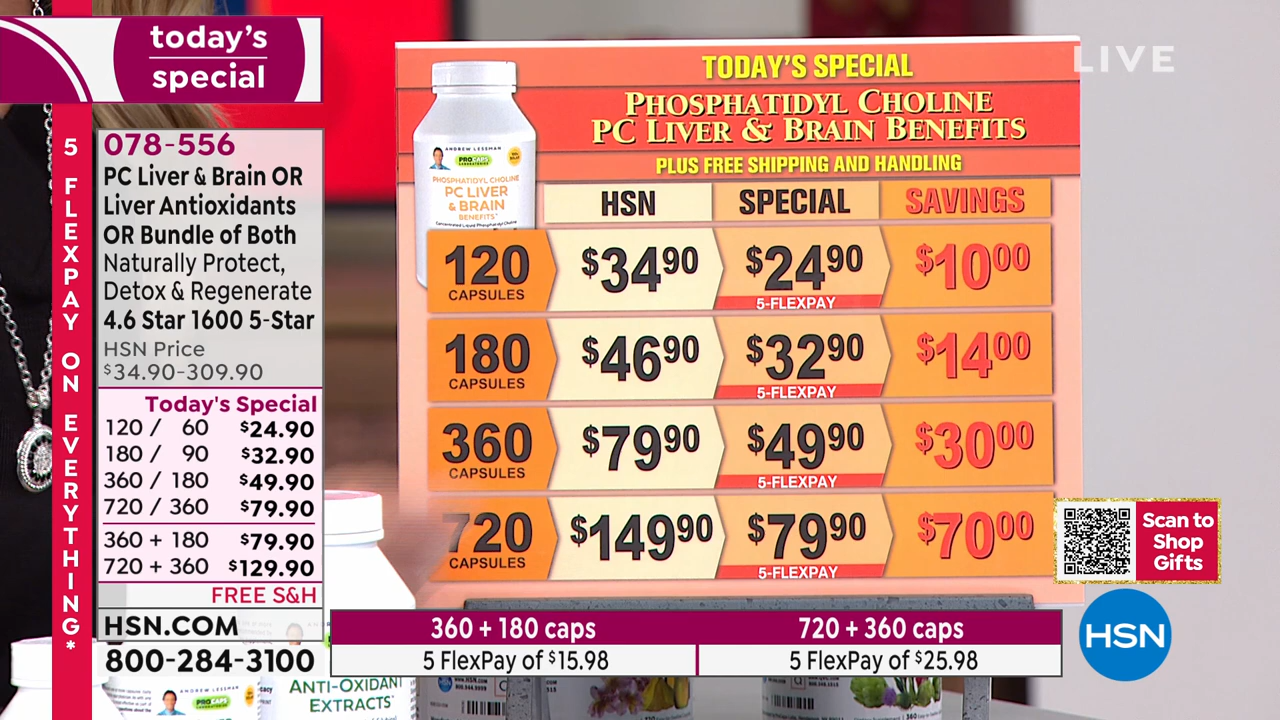 today's
special
5 FLEXPAY ON EVERYTHING*
078-556
PC Liver & Brain OR
Liver Antioxidants
OR Bundle of Both
Naturally Protect,
Detox & Regenerate
4.6 Star 1600 5-Star
HSN Price
$34.90-309.90
Today's Special
120 / 60 $24.90
180 / 90 $32.90
360 / 180 $49.90
720 / 360 $79.90
360 + 180 $79.90
720 + 360 $129.90
FREE S&H
HSN.COM
800-284-3100
LIVE
TODAY'S SPECIAL
PHOSPHATIDYL CHOLINE
PC LIVER & BRAIN BENEFITS
PLUS FREE SHIPPING AND HANDLING
ANDREW LESSMAN
PROCAPS
LABORATORIES
PHOSPHATIDYL CHOLINE
PC LIVER
& BRAIN
BENEFITS
HSN SPECIAL SAVINGS
120 CAPSULES $34.90 $24.90 5-FLEXPAY $10.00
180 CAPSULES $46.90 $32.90 5-FLEXPAY $14.00
360 CAPSULES $79.90 $49.90 5-FLEXPAY $30.00
720 CAPSULES $149.90 $79.90 5-FLEXPAY $70.00
Scan to
Shop
Gifts
HSN
360 + 180 caps
5 FlexPay of $15.98
720 + 360 caps
5 FlexPay of $25.98
ANDREW LESSMAN
PROCAPS
ANTI-OXIDANT
EXTRACTS
HSN